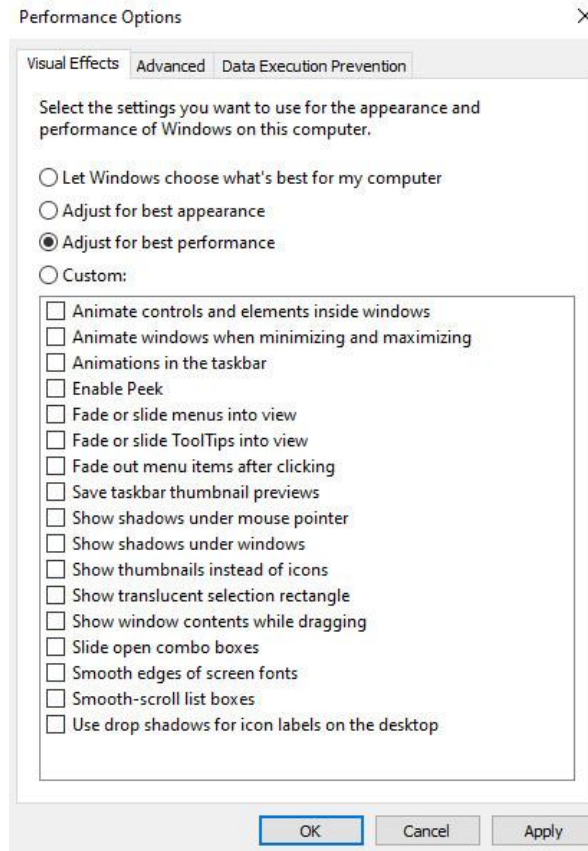 Performance Options
Visual Effects Advanced Data Execution Prevention
Select the settings you want to use for the appearance and
performance of Windows on this computer.
Let Windows choose what's best for my computer
Adjust for best appearance
Adjust for best performance
Custom:
Animate controls and elements inside windows
Animate windows when minimizing and maximizing
Animations in the taskbar
Enable Peek
Fade or slide menus into view
Fade or slide ToolTips into view
Fade out menu items after clicking
Save taskbar thumbnail previews
Show shadows under mouse pointer
Show shadows under windows
Show thumbnails instead of icons
Show translucent selection rectangle
Show window contents while dragging
Slide open combo boxes
Smooth edges of screen fonts
Smooth-scroll list boxes
Use drop shadows for icon labels on the desktop
OK Cancel Apply